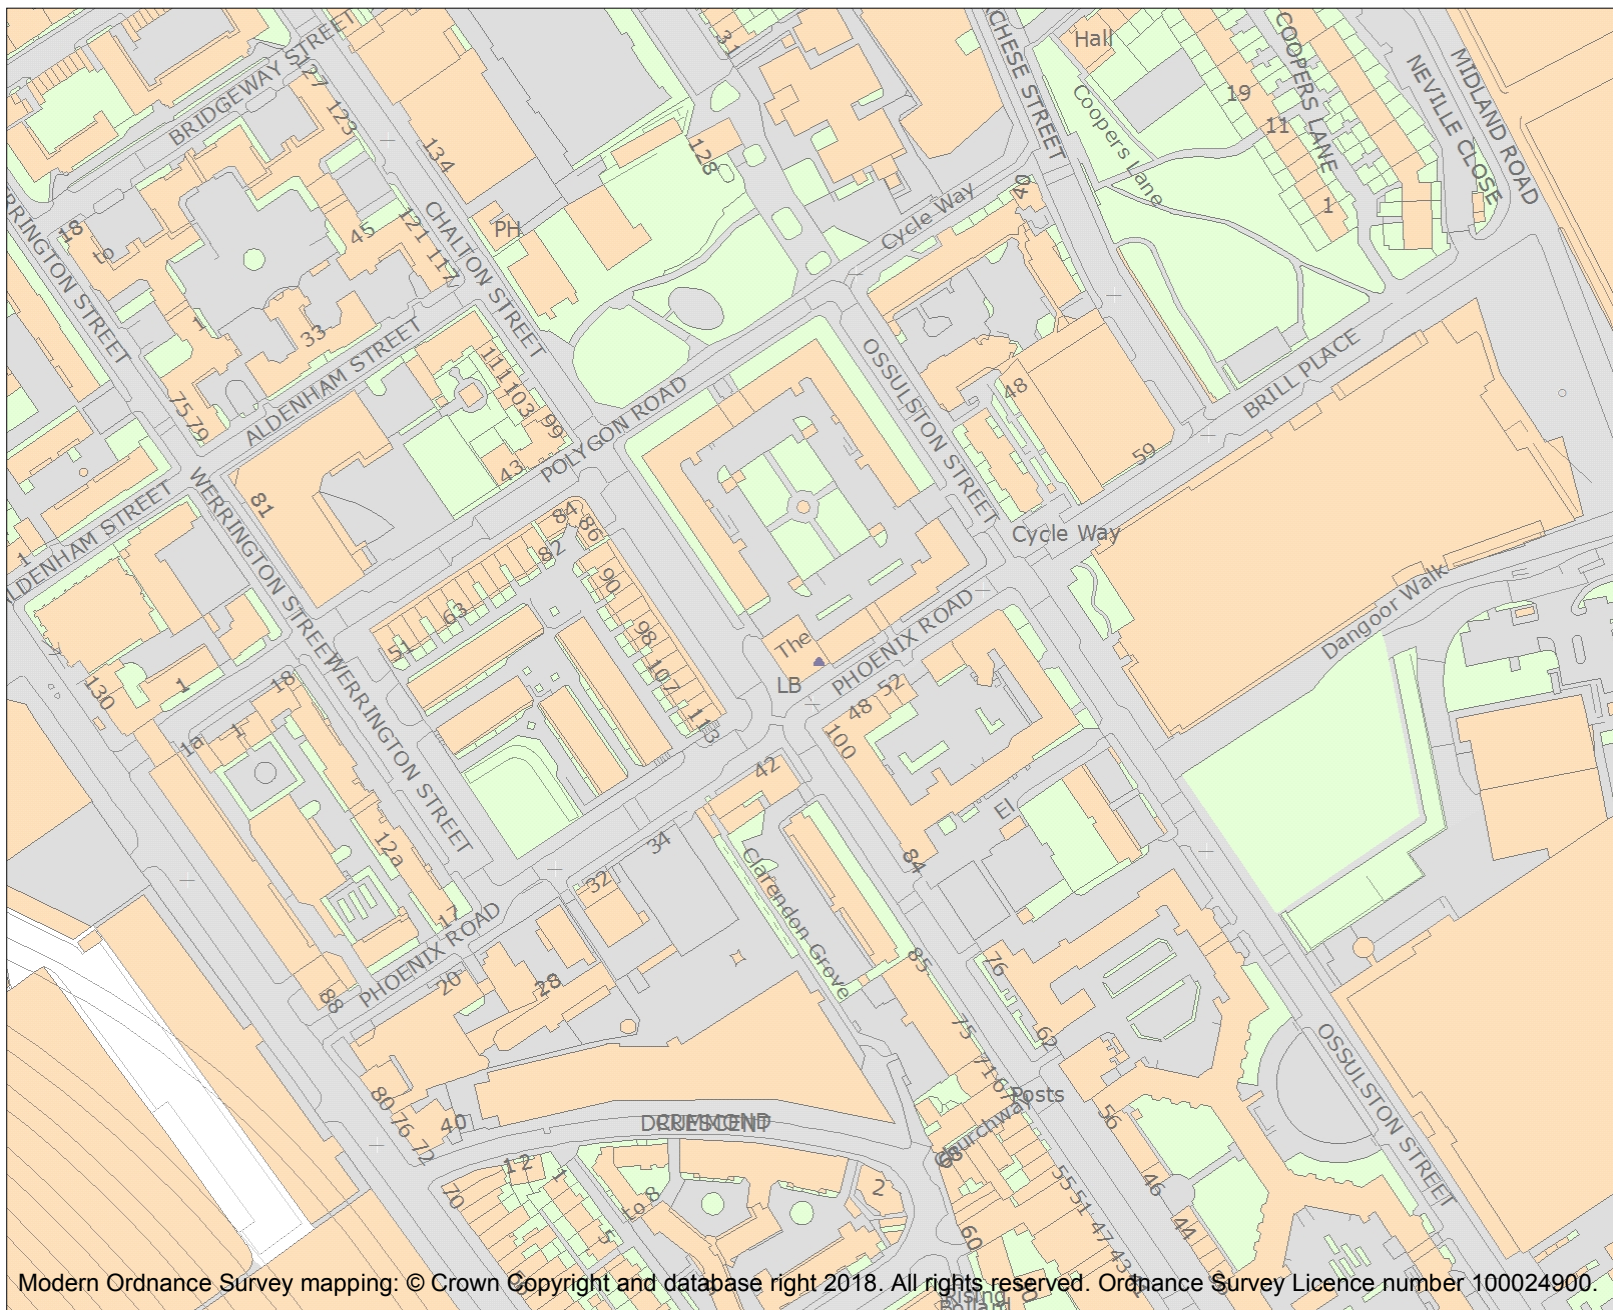 BRIDGEWAY STREET
31
CHESE STREET
Hall
COOPERS LANE
NEVILLE CLOSE
MIDLAND ROAD
127
123
134
128
19
11
1
Coopers Lane
40
Cycle Way
RRINGTON STREET
18
to
45
121
117
CHALTON STREET
PH
1
33
ALDENHAM STREET
75
79
111
103
99
43
POLYGON ROAD
OSSULSTON STREET
48
59
BRILL PLACE
Cycle Way
81
WERRINGTON STREET
ALDENHAM STREET
1
84
86
82
90
63
51
98
107
113
The
LB
PHOENIX ROAD
Dangoor Walk
52
48
100
130
1
18
1a
1
WERRINGTON STREET
12a
17
42
34
32
El
84
Clarendon Grove
PHOENIX ROAD
88
20
28
85
76
75
62
71
67
Posts
Churchway
68
56
46
44
OSSULSTON STREET
80
76
72
40
DRUMMOND
CRESCENT
12
1
70
to 8
5
2
60
55
51
47
43
Rising
Bollard
Modern Ordnance Survey mapping: © Crown Copyright and database right 2018. All rights reserved. Ordnance Survey Licence number 100024900.